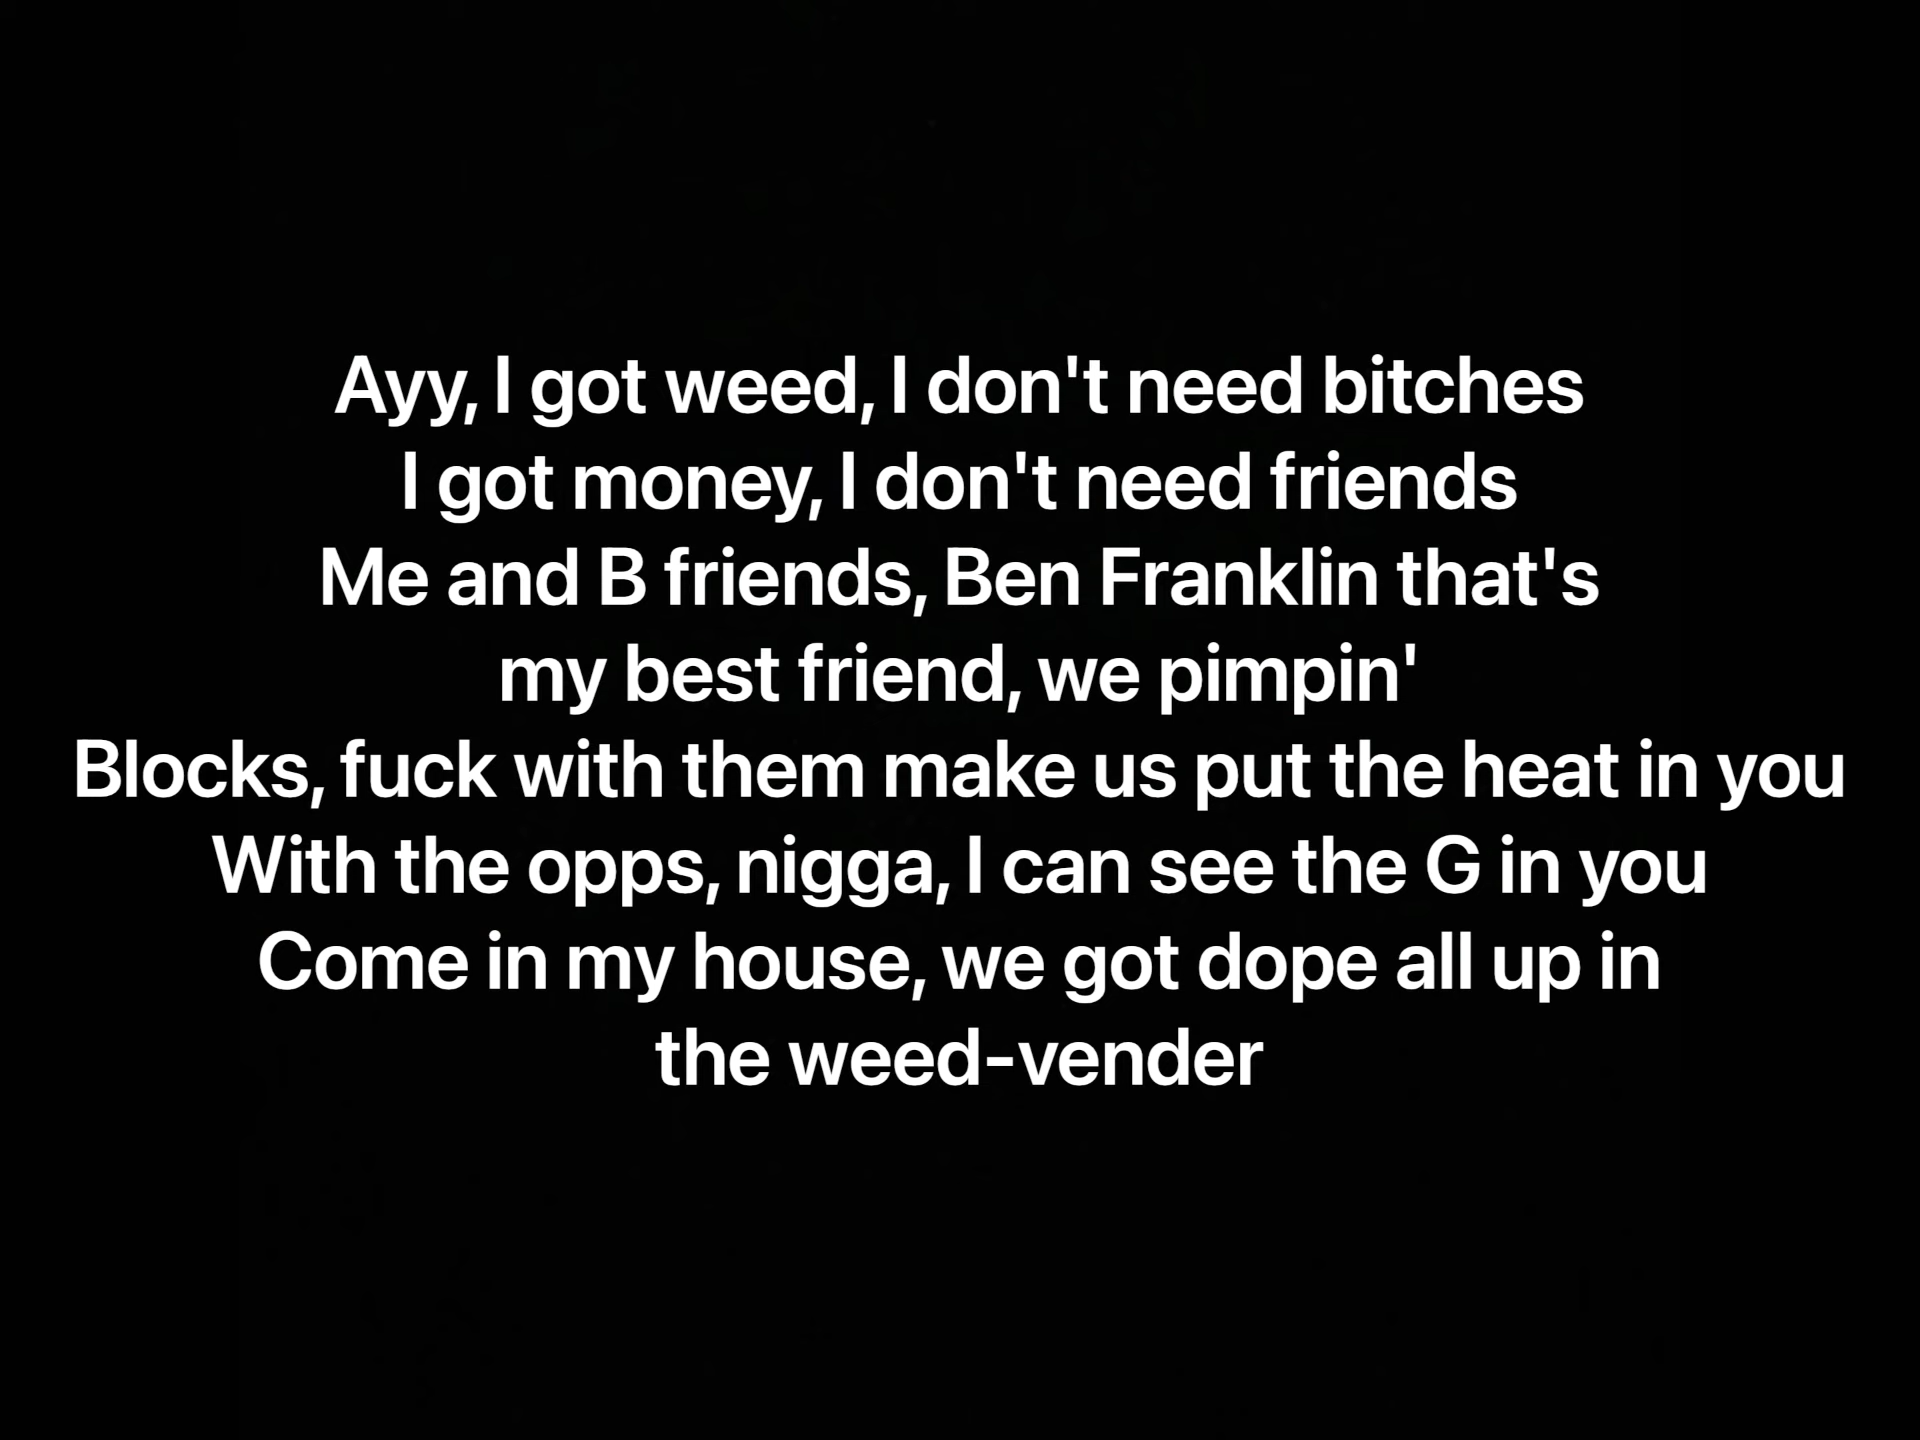 Ayy, I got weed, I don't need bitches
I got money, I don't need friends
Me and B friends, Ben Franklin that's
my best friend, we pimpin'
Blocks, fuck with them make us put the heat in you
With the opps, nigga, I can see the G in you
Come in my house, we got dope all up in
the weed-vender